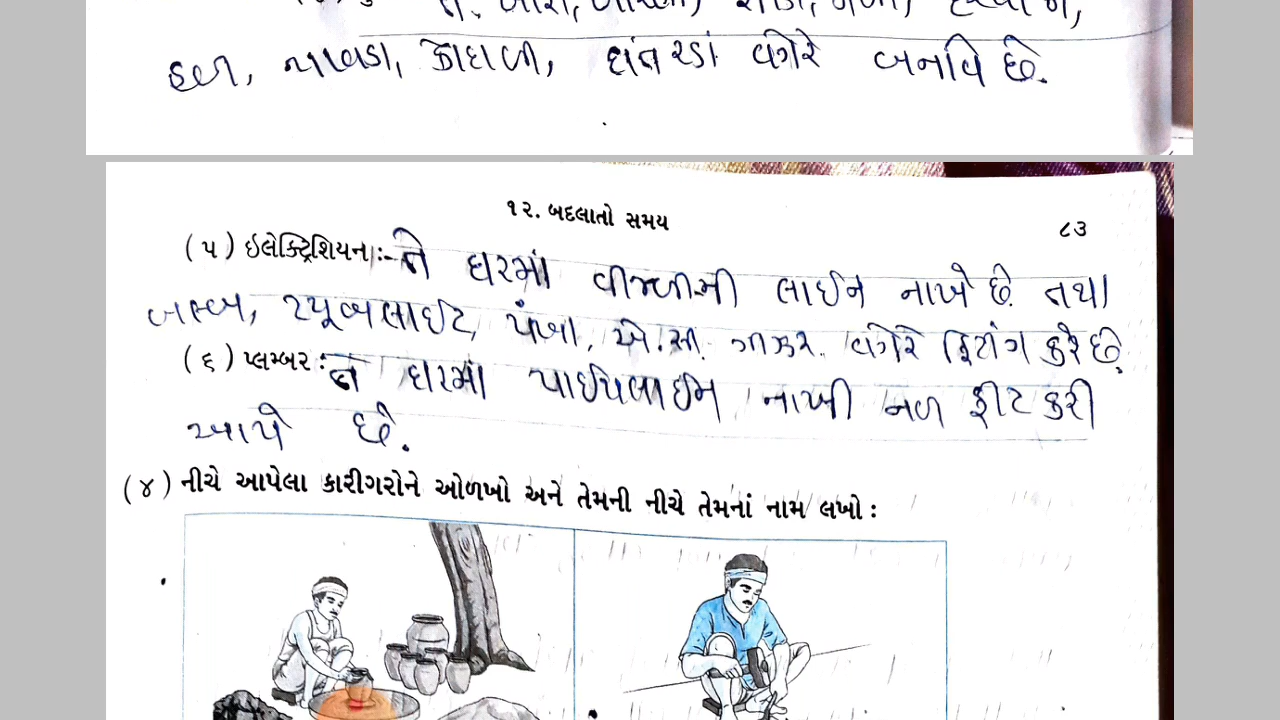 હળ, પાવડા, કોદાળી, દાંતરડાં વગેરે બનાવે છે.
૧૨. બદલાતો સમય
૮૩
(૫) ઇલેક્ટ્રિશિયન :- તે ઘરમાં વીજળીની લાઈન નાખે છે તથા
બલ્બ, ટ્યૂબલાઈટ, પંખા, એ.સી. ગીઝર વગેરે ફિટીંગ કરે છે.
(૬) પ્લમ્બર : તે ઘરમાં પાઈપલાઈન નાખી નળ ફીટ કરી
આપે છે.
(૪) નીચે આપેલા કારીગરોને ઓળખો અને તેમની નીચે તેમનાં નામ લખો :